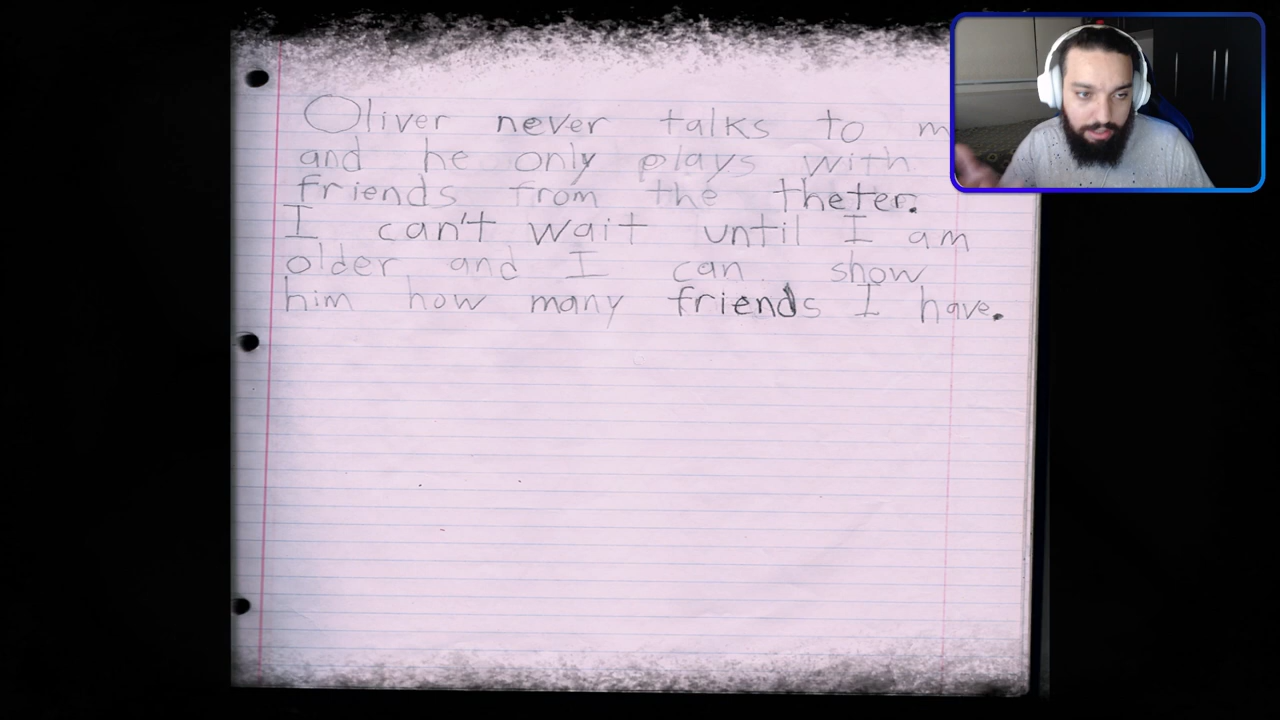 Oliver never talks to
and he only plays with
friends from the theter.
I can't wait until I am
older and I can show
him how many friends I have.